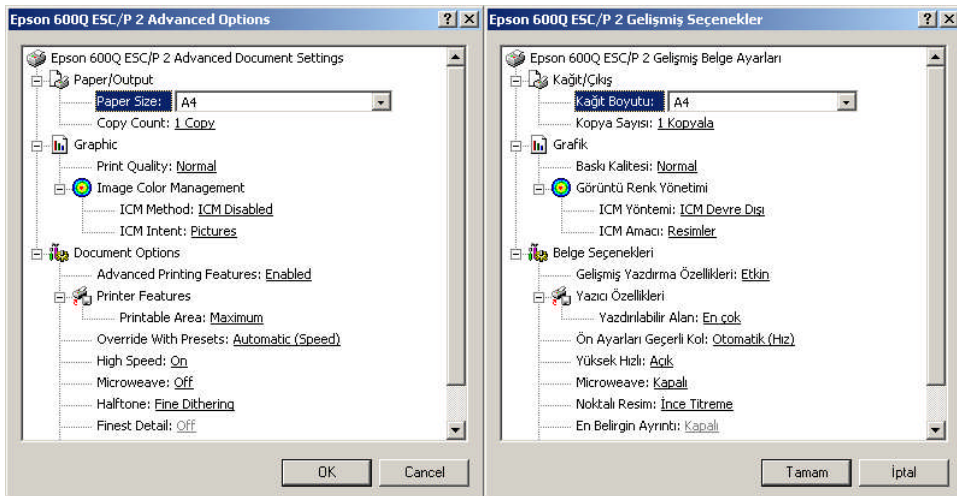 Epson 600Q ESC/P 2 Advanced Options
Epson 600Q ESC/P 2 Advanced Document Settings
Paper/Output
Paper Size: A4
Copy Count: 1 Copy
Graphic
Print Quality: Normal
Image Color Management
ICM Method: ICM Disabled
ICM Intent: Pictures
Document Options
Advanced Printing Features: Enabled
Printer Features
Printable Area: Maximum
Override With Presets: Automatic (Speed)
High Speed: On
Microweave: Off
Halftone: Fine Dithering
Finest Detail: Off
OK Cancel
Epson 600Q ESC/P 2 Gelişmiş Seçenekler
Epson 600Q ESC/P 2 Gelişmiş Belge Ayarları
Kağıt/Çıkış
Kağıt Boyutu: A4
Kopya Sayısı: 1 Kopyala
Grafik
Baskı Kalitesi: Normal
Görüntü Renk Yönetimi
ICM Yöntemi: ICM Devre Dışı
ICM Amacı: Resimler
Belge Seçenekleri
Gelişmiş Yazdırma Özellikleri: Etkin
Yazıcı Özellikleri
Yazdırılabilir Alan: En çok
Ön Ayarları Geçerli Kol: Otomatik (Hız)
Yüksek Hızlı: Açık
Microweave: Kapalı
Noktalı Resim: İnce Titreme
En Belirgin Ayrıntı: Kapalı
Tamam İptal